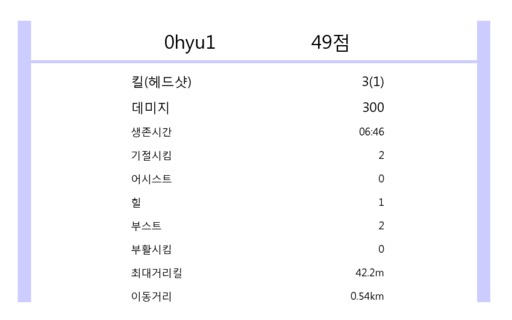 0hyu1 49점
킬(헤드샷) 3(1)
데미지 300
생존시간 06:46
기절시킴 2
어시스트 0
힐 1
부스트 2
부활시킴 0
최대거리킬 42.2m
이동거리 0.54km